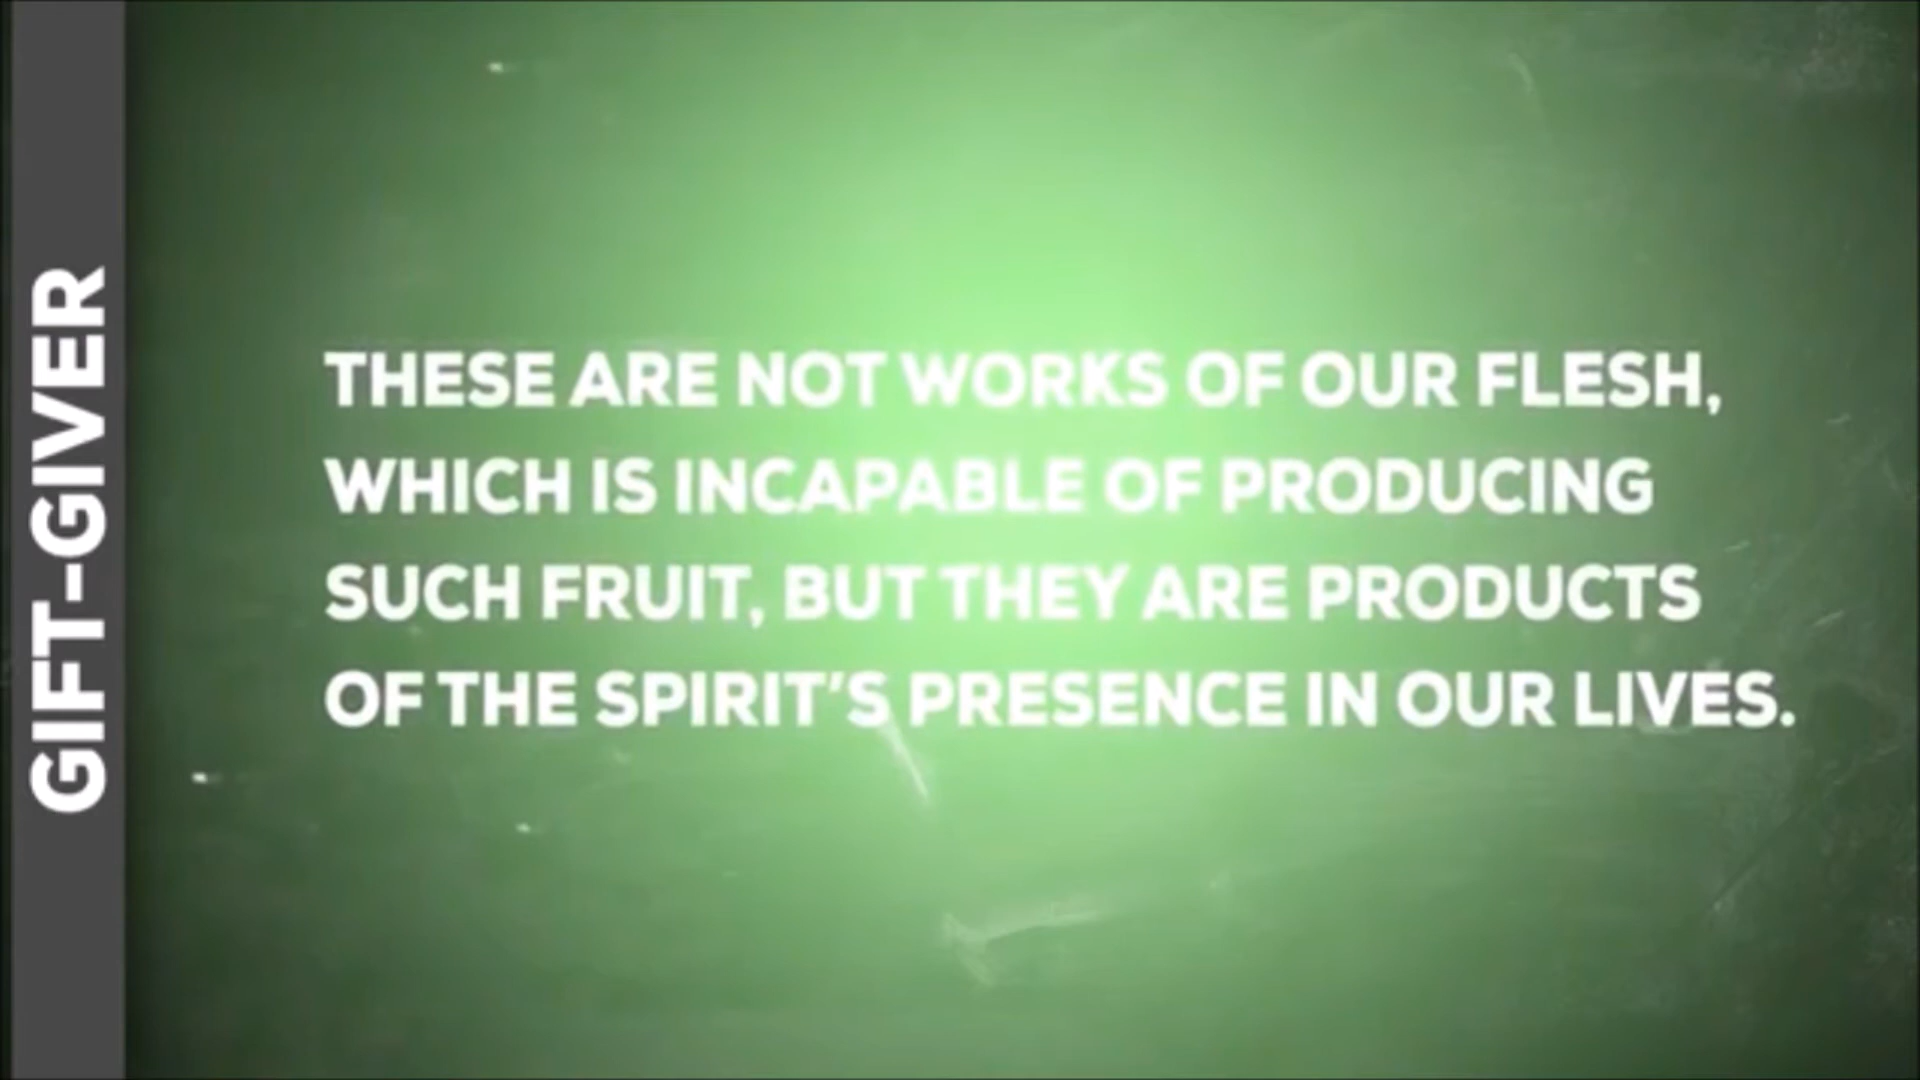 GIFT-GIVER
THESE ARE NOT WORKS OF OUR FLESH,
WHICH IS INCAPABLE OF PRODUCING
SUCH FRUIT, BUT THEY ARE PRODUCTS
OF THE SPIRIT'S PRESENCE IN OUR LIVES.